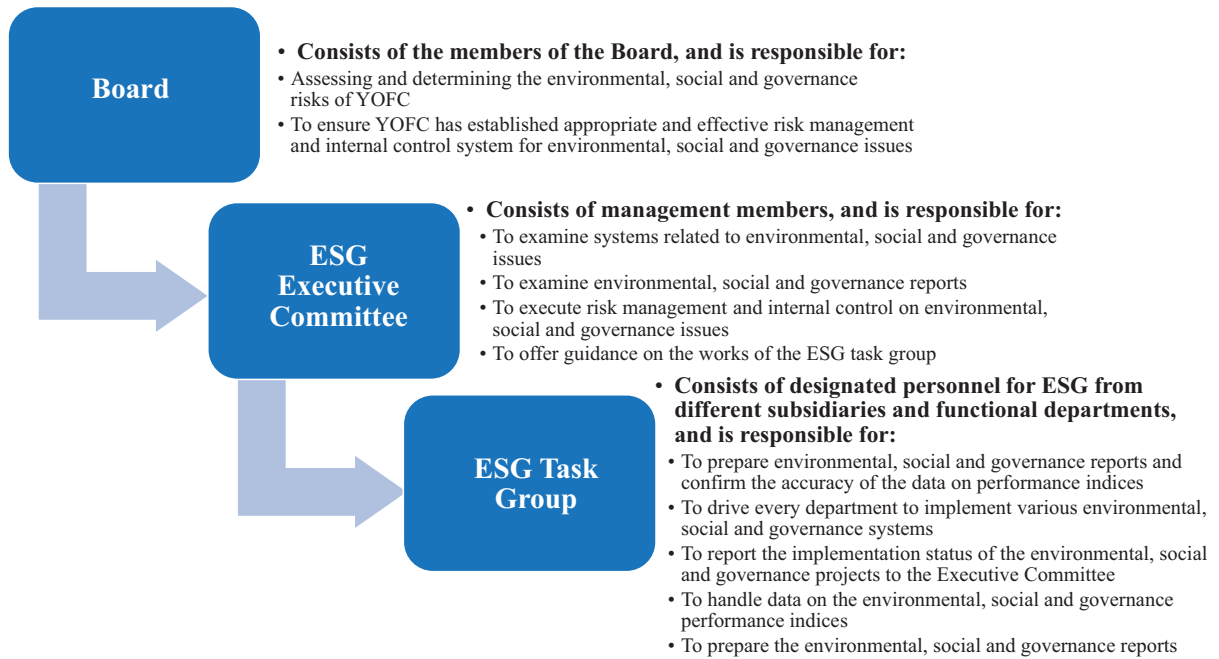 Board
• Consists of the members of the Board, and is responsible for:
• Assessing and determining the environmental, social and governance
risks of YOFC
• To ensure YOFC has established appropriate and effective risk management
and internal control system for environmental, social and governance issues
ESG
Executive
Committee
• Consists of management members, and is responsible for:
• To examine systems related to environmental, social and governance
issues
• To examine environmental, social and governance reports
• To execute risk management and internal control on environmental,
social and governance issues
• To offer guidance on the works of the ESG task group
ESG Task
Group
• Consists of designated personnel for ESG from
different subsidiaries and functional departments,
and is responsible for:
• To prepare environmental, social and governance reports and
confirm the accuracy of the data on performance indices
• To drive every department to implement various environmental,
social and governance systems
• To report the implementation status of the environmental, social
and governance projects to the Executive Committee
• To handle data on the environmental, social and governance
performance indices
• To prepare the environmental, social and governance reports